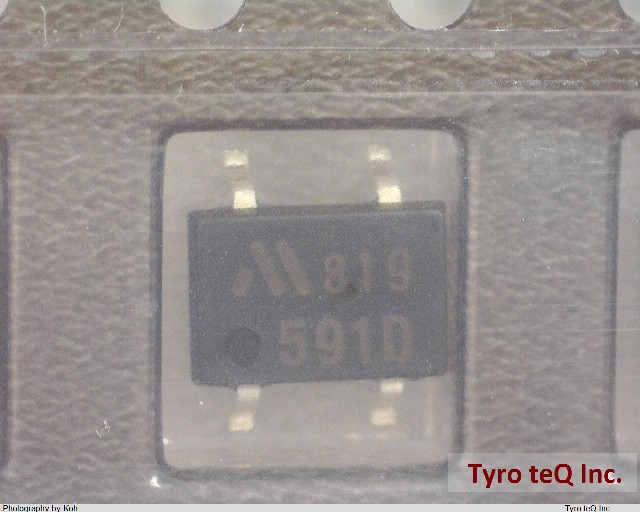 819
591D
Tyro teQ Inc.
Photography by Koh
Tyro teQ Inc.